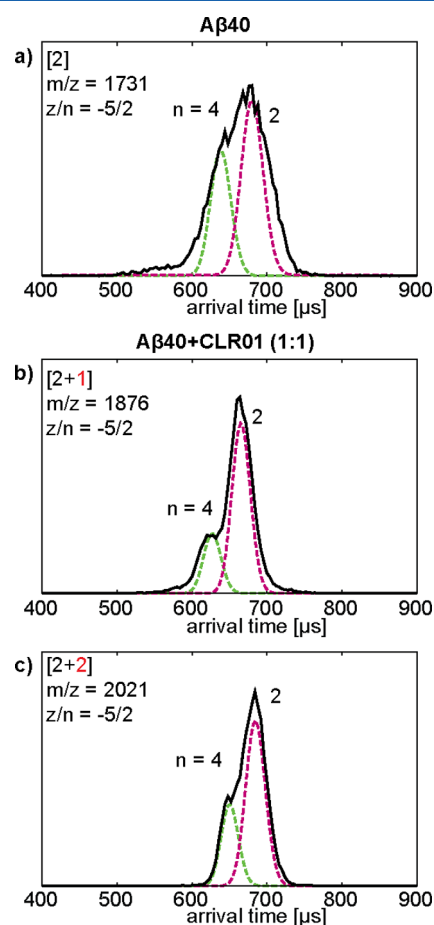 Aβ40
a) [2]
m/z = 1731
z/n = -5/2
n = 4
2
400 500 600 700 800 900
arrival time [µs]
Aβ40+CLR01 (1:1)
b) [2+1]
m/z = 1876
z/n = -5/2
2
n = 4
400 500 600 700 800 900
arrival time [µs]
c) [2+2]
m/z = 2021
z/n = -5/2
2
n = 4
400 500 600 700 800 900
arrival time [µs]